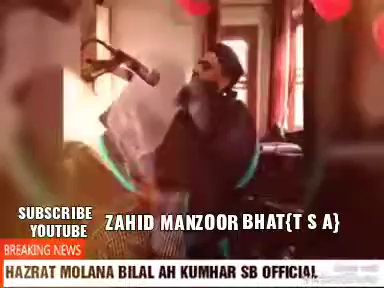 SUBSCRIBE
YOUTUBE
ZAHID MANZOOR BHAT{T S A}
BREAKING NEWS
HAZRAT MOLANA BILAL AH KUMHAR SB OFFICIAL